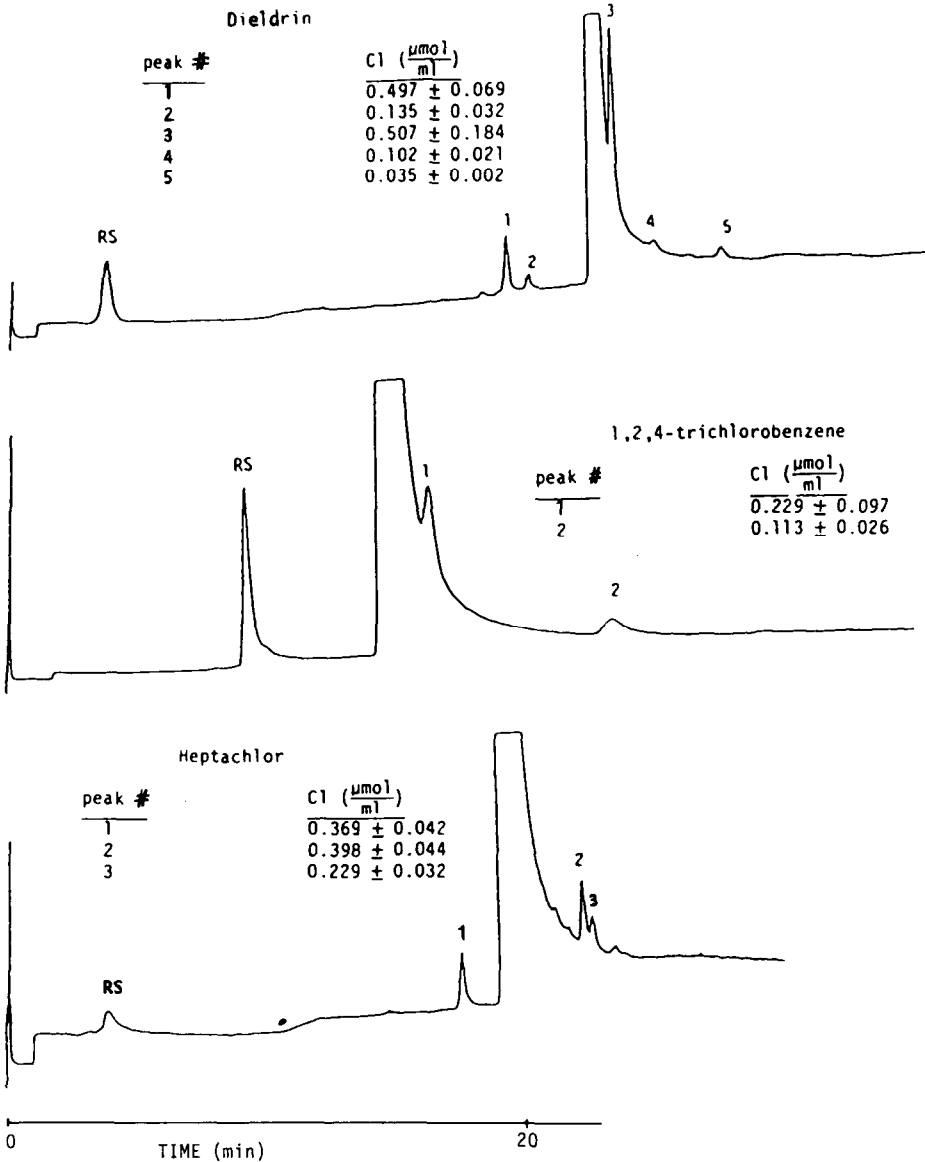 Dieldrin
peak #
Cl (µmol/ml)
1 0.497 ± 0.069
2 0.135 ± 0.032
3 0.507 ± 0.184
4 0.102 ± 0.021
5 0.035 ± 0.002
RS
1
2
3
4
5
1,2,4-trichlorobenzene
peak #
Cl (µmol/ml)
1 0.229 ± 0.097
2 0.113 ± 0.026
RS
1
2
Heptachlor
peak #
Cl (µmol/ml)
1 0.369 ± 0.042
2 0.398 ± 0.044
3 0.229 ± 0.032
RS
1
2
3
0
20
TIME (min)